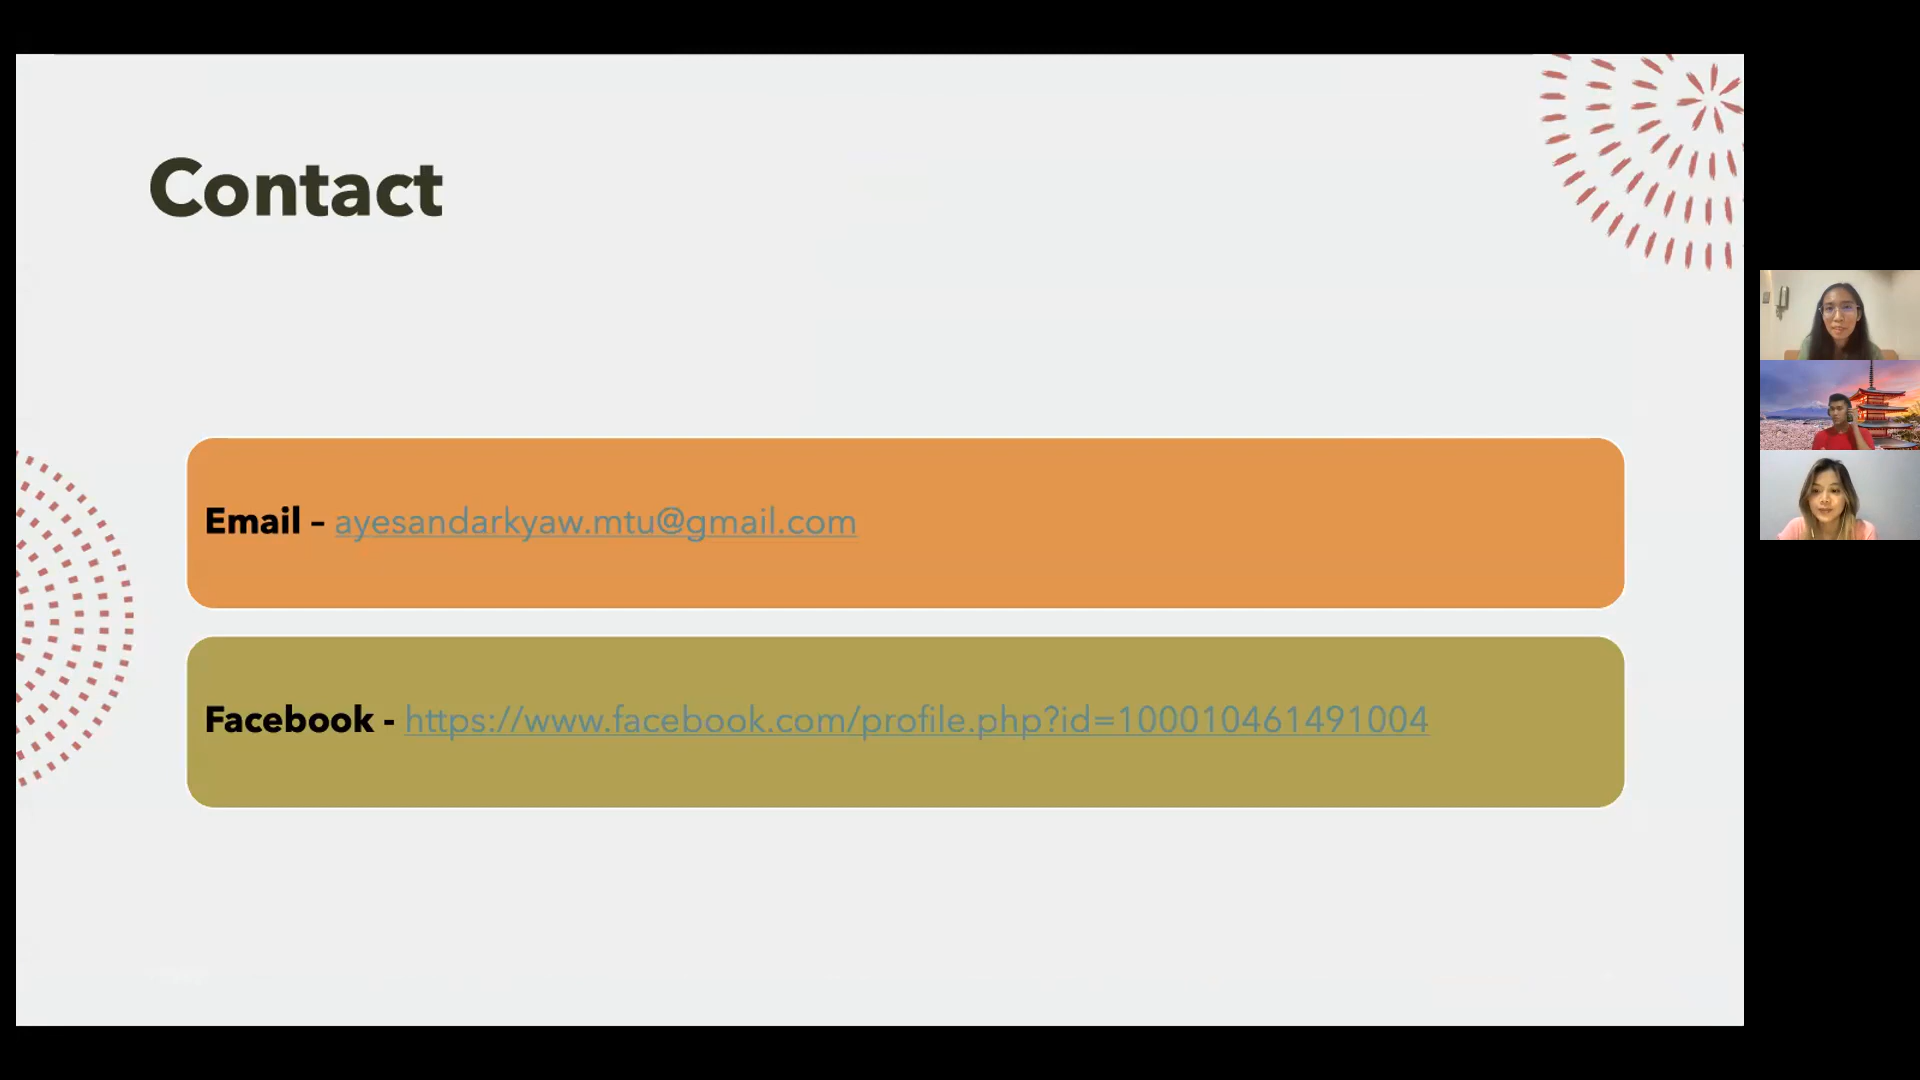 Contact
Email – ayesandarkyaw.mtu@gmail.com
Facebook - https://www.facebook.com/profile.php?id=100010461491004